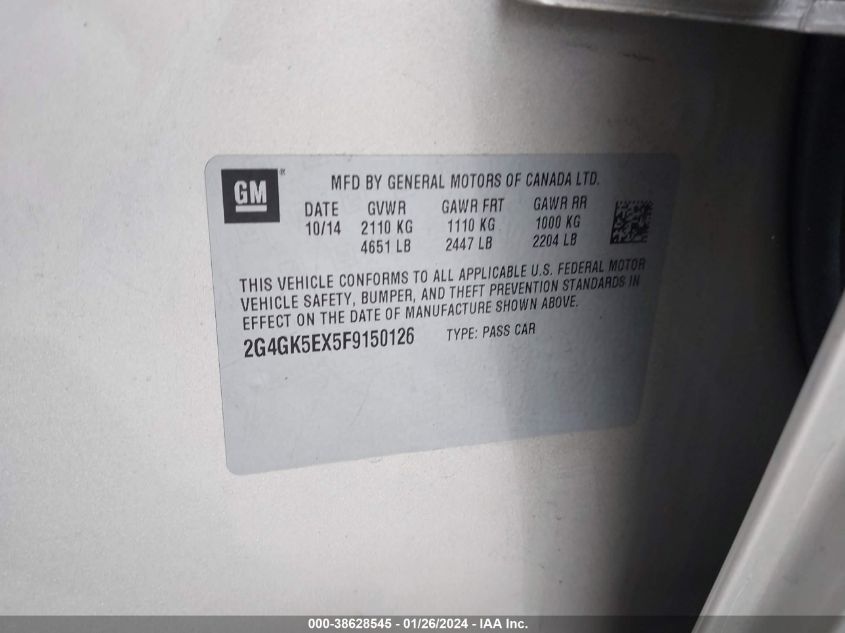 GM®
MFD BY GENERAL MOTORS OF CANADA LTD.
DATE GVWR GAWR FRT GAWR RR
10/14 2110 KG 1110 KG 1000 KG
4651 LB 2447 LB 2204 LB
THIS VEHICLE CONFORMS TO ALL APPLICABLE U.S. FEDERAL MOTOR
VEHICLE SAFETY, BUMPER, AND THEFT PREVENTION STANDARDS IN
EFFECT ON THE DATE OF MANUFACTURE SHOWN ABOVE.
2G4GK5EX5F9150126 TYPE: PASS CAR
000-38628545 - 01/26/2024 - IAA Inc.